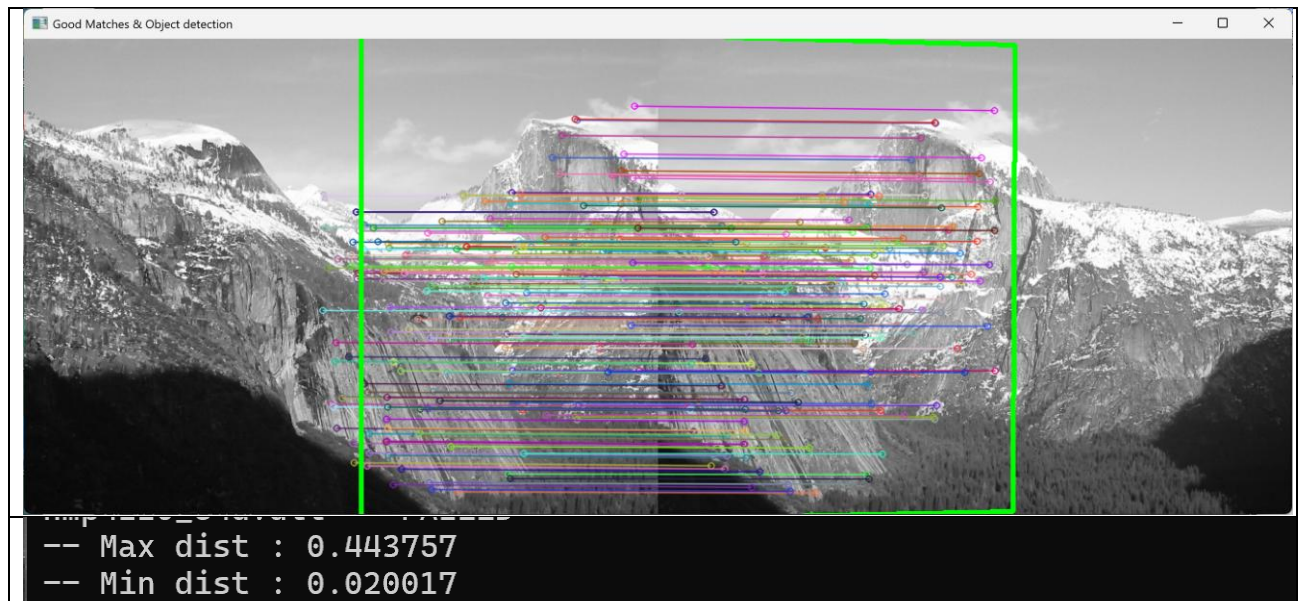 Good Matches & Object detection
-- Max dist : 0.443757
-- Min dist : 0.020017